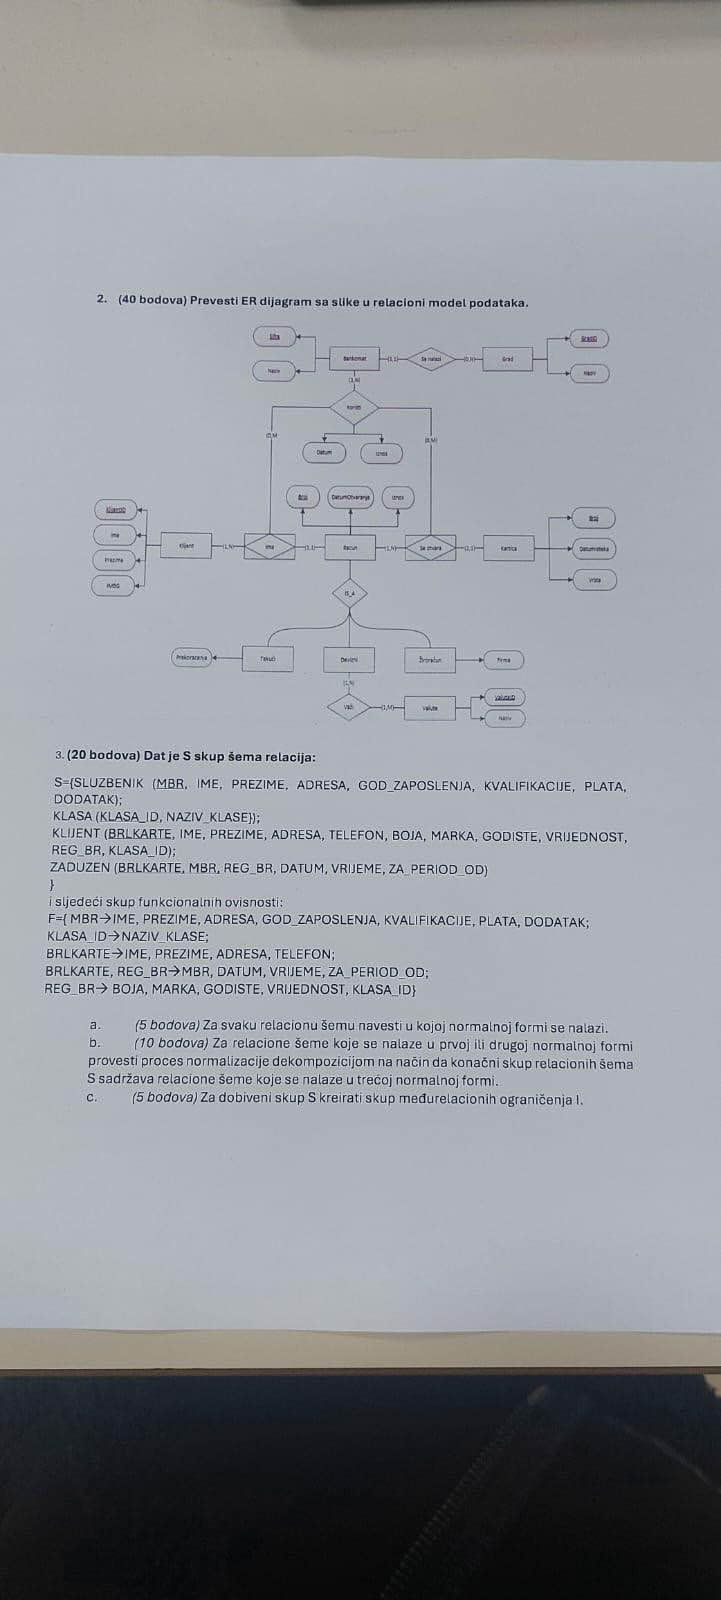 2. (40 bodova) Prevesti ER dijagram sa slike u relacioni model podataka.
Šifra
Naziv
Bankomat
(1,1)
Se nalazi
(0,N)
Grad
GradID
Naziv
(1,N)
Koristi
(0,M)
(0,M)
Datum
Iznos
Broj
DatumOtvaranja
Iznos
KlijentID
Ime
Prezime
JMBG
Klijent
(1,N)
Ima
(1,1)
Racun
(1,N)
Se otvara
(1,1)
Kartica
Broj
DatumIsteka
Vrsta
IS_A
Prekoracenje
Tekući
Devizni
Žiroračun
Firma
(1,N)
Važi
(1,M)
Valuta
ValutaID
Naziv
3. (20 bodova) Dat je S skup šema relacija:
S={SLUZBENIK (MBR, IME, PREZIME, ADRESA, GOD_ZAPOSLENJA, KVALIFIKACIJE, PLATA,
DODATAK);
KLASA (KLASA_ID, NAZIV_KLASE});
KLIJENT (BRLKARTE, IME, PREZIME, ADRESA, TELEFON, BOJA, MARKA, GODISTE, VRIJEDNOST,
REG_BR, KLASA_ID);
ZADUZEN (BRLKARTE, MBR, REG_BR, DATUM, VRIJEME, ZA_PERIOD_OD)
}
i sljedeći skup funkcionalnih ovisnosti:
F={ MBR→IME, PREZIME, ADRESA, GOD_ZAPOSLENJA, KVALIFIKACIJE, PLATA, DODATAK;
KLASA_ID→NAZIV_KLASE;
BRLKARTE→IME, PREZIME, ADRESA, TELEFON;
BRLKARTE, REG_BR→MBR, DATUM, VRIJEME, ZA_PERIOD_OD;
REG_BR→ BOJA, MARKA, GODISTE, VRIJEDNOST, KLASA_ID}
a. (5 bodova) Za svaku relacionu šemu navesti u kojoj normalnoj formi se nalazi.
b. (10 bodova) Za relacione šeme koje se nalaze u prvoj ili drugoj normalnoj formi
provesti proces normalizacije dekompozicijom na način da konačni skup relacionih šema
S sadržava relacione šeme koje se nalaze u trećoj normalnoj formi.
c. (5 bodova) Za dobiveni skup S kreirati skup međurelacionih ograničenja I.